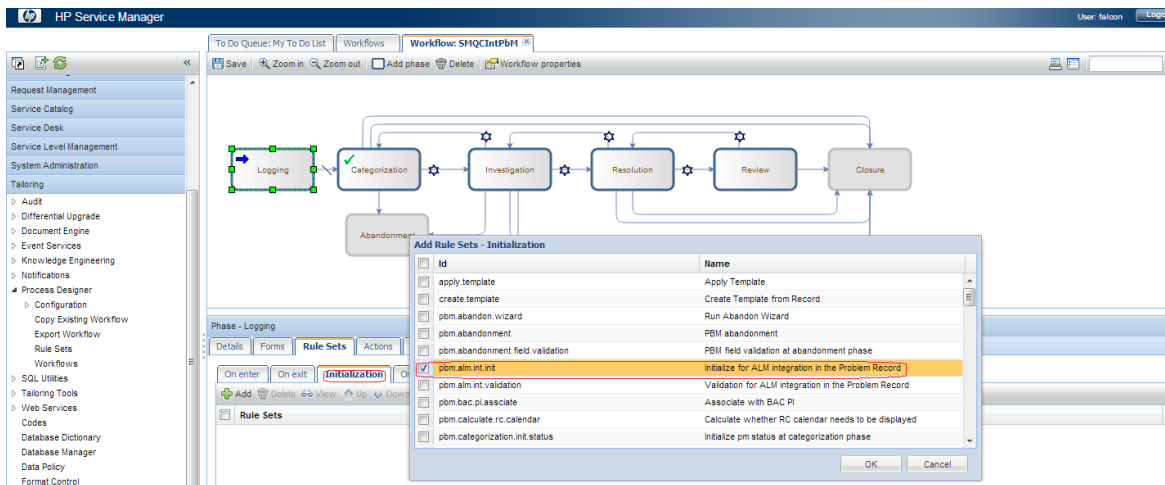 HP Service Manager
User: falcon
Logo
To Do Queue: My To Do List
Workflows
Workflow: SMQCIntPbM
Save
Zoom in
Zoom out
Add phase
Delete
Workflow properties
Request Management
Service Catalog
Service Desk
Service Level Management
System Administration
Tailoring
Audit
Differential Upgrade
Document Engine
Event Services
Knowledge Engineering
Notifications
Process Designer
Configuration
Copy Existing Workflow
Export Workflow
Rule Sets
Workflows
SQL Utilities
Tailoring Tools
Web Services
Codes
Database Dictionary
Database Manager
Data Policy
Format Control
Logging
Categorization
Investigation
Resolution
Review
Closure
Abandonment
Phase - Logging
Details
Forms
Rule Sets
Actions
On enter
On exit
Initialization
Add
Delete
View
Up
Down
Rule Sets
Add Rule Sets - Initialization
Id Name
apply.template Apply Template
create.template Create Template from Record
pbm.abandon.wizard Run Abandon Wizard
pbm.abandonment PBM abandonment
pbm.abandonment.field.validation PBM field validation at abandonment phase
pbm.alm.int.init Initialize for ALM integration in the Problem Record
pbm.alm.int.validation Validation for ALM integration in the Problem Record
pbm.bac.pi.assciate Associate with BAC PI
pbm.calculate.rc.calendar Calculate whether RC calendar needs to be displayed
pbm.categorization.init.status Initialize pm status at categorization phase
OK
Cancel